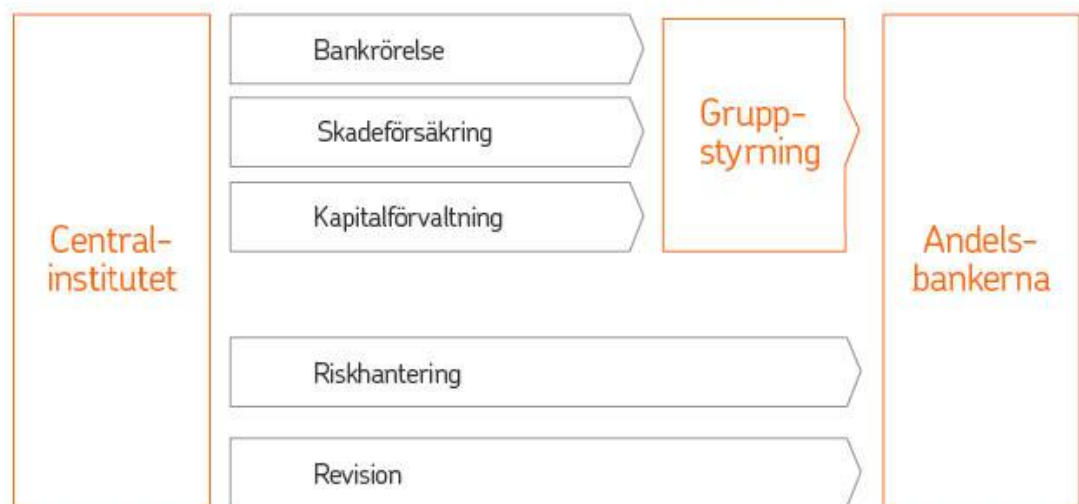 Central-
institutet
Bankrörelse
Skadeförsäkring
Kapitalförvaltning
Grupp-
styrning
Riskhantering
Revision
Andels-
bankerna